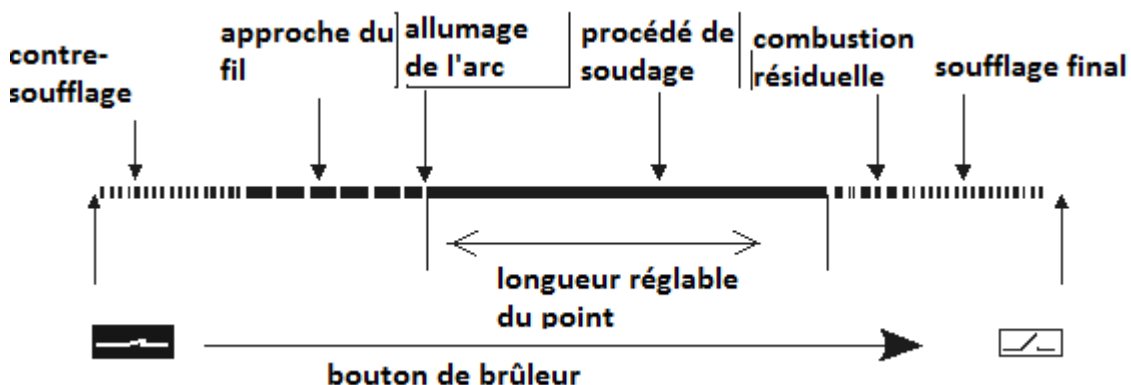 contre-
soufflage
approche du
fil
allumage
de l'arc
procédé de
soudage
combustion
résiduelle
soufflage final
longueur réglable
du point
bouton de brûleur